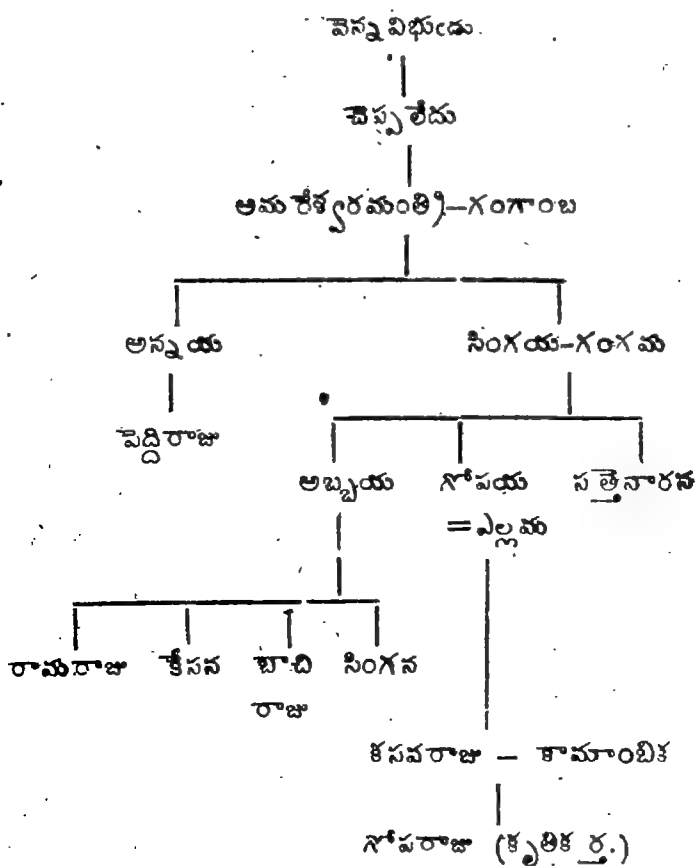 వెన్న విభుఁడు.
చెప్ప లేదు
అమరేశ్వరమంత్రి—గంగాంబ
అన్నయ సింగయ—గంగమ
పెద్దిరాజు
అబ్బయ గోపయ సత్తెనారన
=ఎల్లమ
రామరాజు కేసన బాచి సింగన
రాజు
కసవరాజు — కామాంబిక
గోపరాజు (కృతికర్త.)